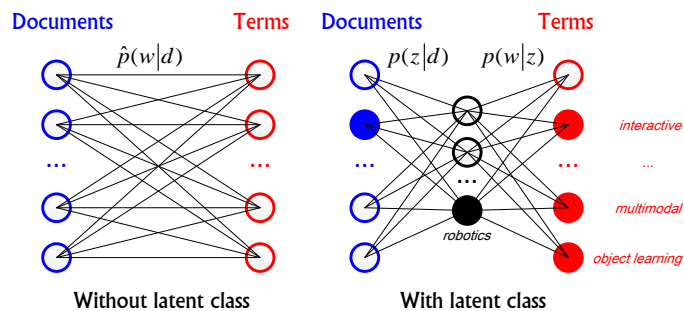 Documents Terms Documents Terms
p̂(w|d) p(z|d) p(w|z)
interactive
... ... ... ... ...
...
multimodal
robotics
object learning
Without latent class With latent class